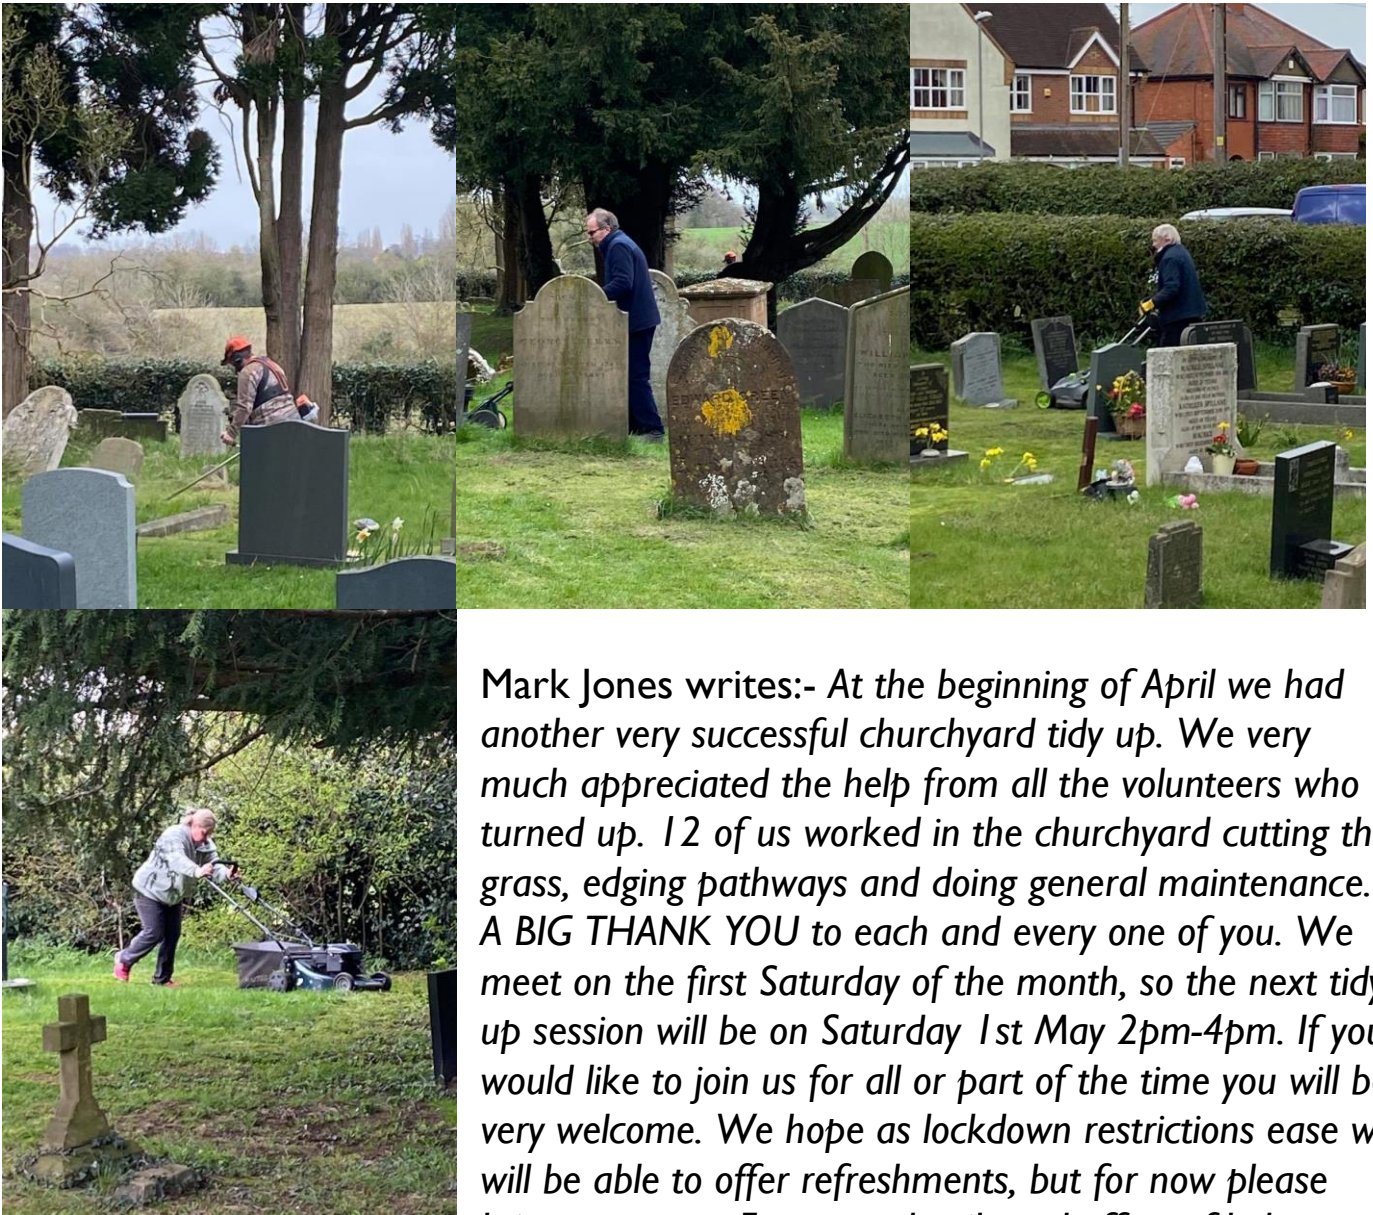 Mark Jones writes:- At the beginning of April we had
another very successful churchyard tidy up. We very
much appreciated the help from all the volunteers who
turned up. 12 of us worked in the churchyard cutting th
grass, edging pathways and doing general maintenance.
A BIG THANK YOU to each and every one of you. We
meet on the first Saturday of the month, so the next tidy
up session will be on Saturday 1st May 2pm-4pm. If you
would like to join us for all or part of the time you will b
very welcome. We hope as lockdown restrictions ease w
will be able to offer refreshments, but for now please